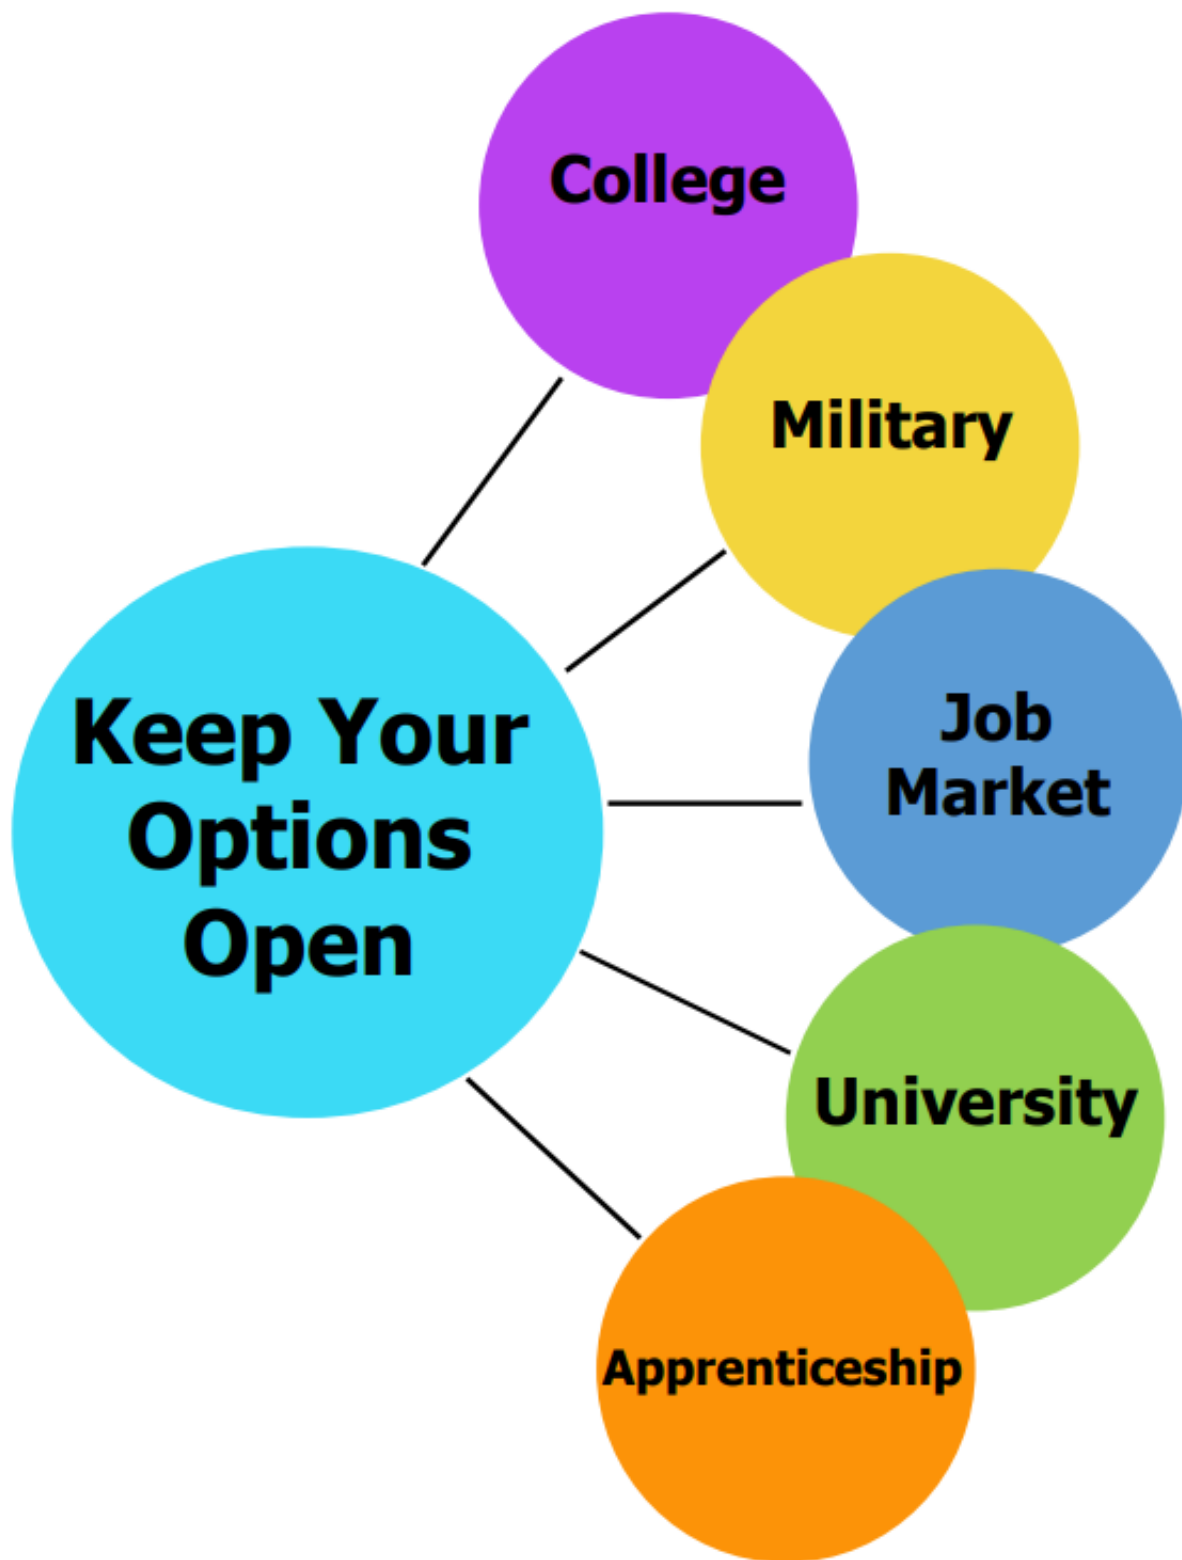 College
Military
Keep Your
Options
Open
Job
Market
University
Apprenticeship